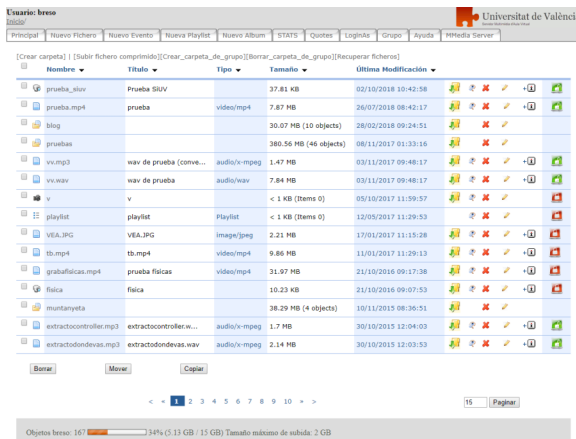 Usuario: breso
Inicio/
Universitat de València
Principal Nuevo Fichero Nuevo Evento Nueva Playlist Nuevo Album STATS Quotes LoginAs Grupo Ayuda MMedia Server
[Crear carpeta] | [Subir fichero comprimido][Crear_carpeta_de_grupo][Borrar_carpeta_de_grupo][Recuperar ficheros]
Nombre Titulo Tipo Tamaño Última Modificación
prueba_siuv Prueba SiUV 37.81 KB 02/10/2018 10:42:58
prueba.mp4 prueba video/mp4 7.87 MB 26/07/2018 08:42:17
blog 30.07 MB (10 objects) 28/02/2018 09:24:51
pruebas 380.56 MB (46 objects) 08/11/2017 01:33:16
vv.mp3 wav de prueba (conve... audio/x-mpeg 1.47 MB 03/11/2017 09:48:17
vv.wav wav de prueba audio/wav 7.84 MB 03/11/2017 09:48:17
v v < 1 KB (Items 0) 05/10/2017 11:59:57
playlist playlist Playlist < 1 KB (Items 0) 12/05/2017 11:29:53
VEA.JPG VEA.JPG image/jpeg 2.21 MB 17/01/2017 11:15:28
tb.mp4 tb.mp4 video/mp4 9.86 MB 11/01/2017 11:29:13
grabafisicas.mp4 prueba fisicas video/mp4 31.97 MB 21/10/2016 09:17:38
fisica fisica 10.23 KB 21/10/2016 09:07:53
muntanyeta 38.29 MB (4 objects) 10/11/2015 08:36:51
extractocontroller.mp3 extractocontroller.w... audio/x-mpeg 1.7 MB 30/10/2015 12:04:03
extractodondevas.mp3 extractodondevas.wav audio/x-mpeg 2.14 MB 30/10/2015 12:03:53
Borrar Mover Copiar
< « 1 2 3 4 5 6 7 8 9 10 » > 15 Paginar
Objetos breso: 167 34% (5.13 GB / 15 GB) Tamaño máximo de subida: 2 GB